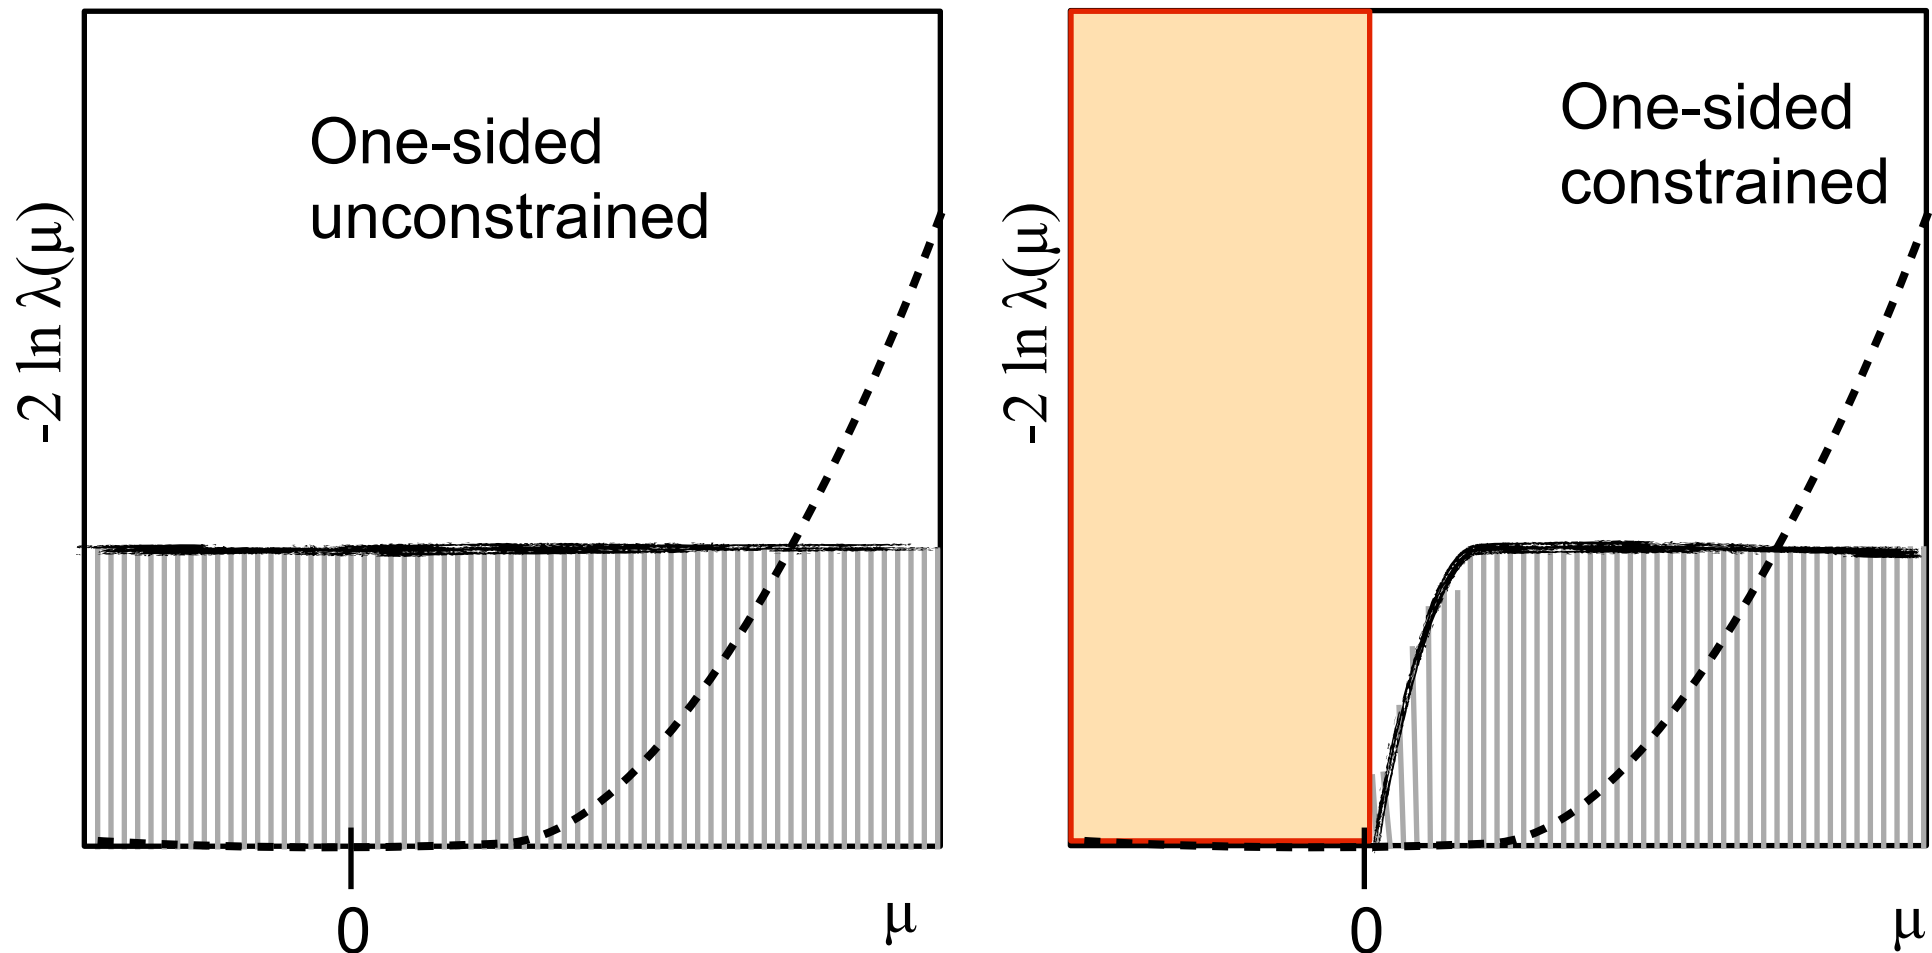 One-sided
unconstrained
-2 ln λ(μ)
0
μ
One-sided
constrained
-2 ln λ(μ)
0
μ